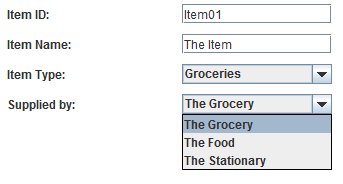 Item ID: Item01
Item Name: The Item
Item Type: Groceries
Supplied by: The Grocery
The Grocery
The Food
The Stationary